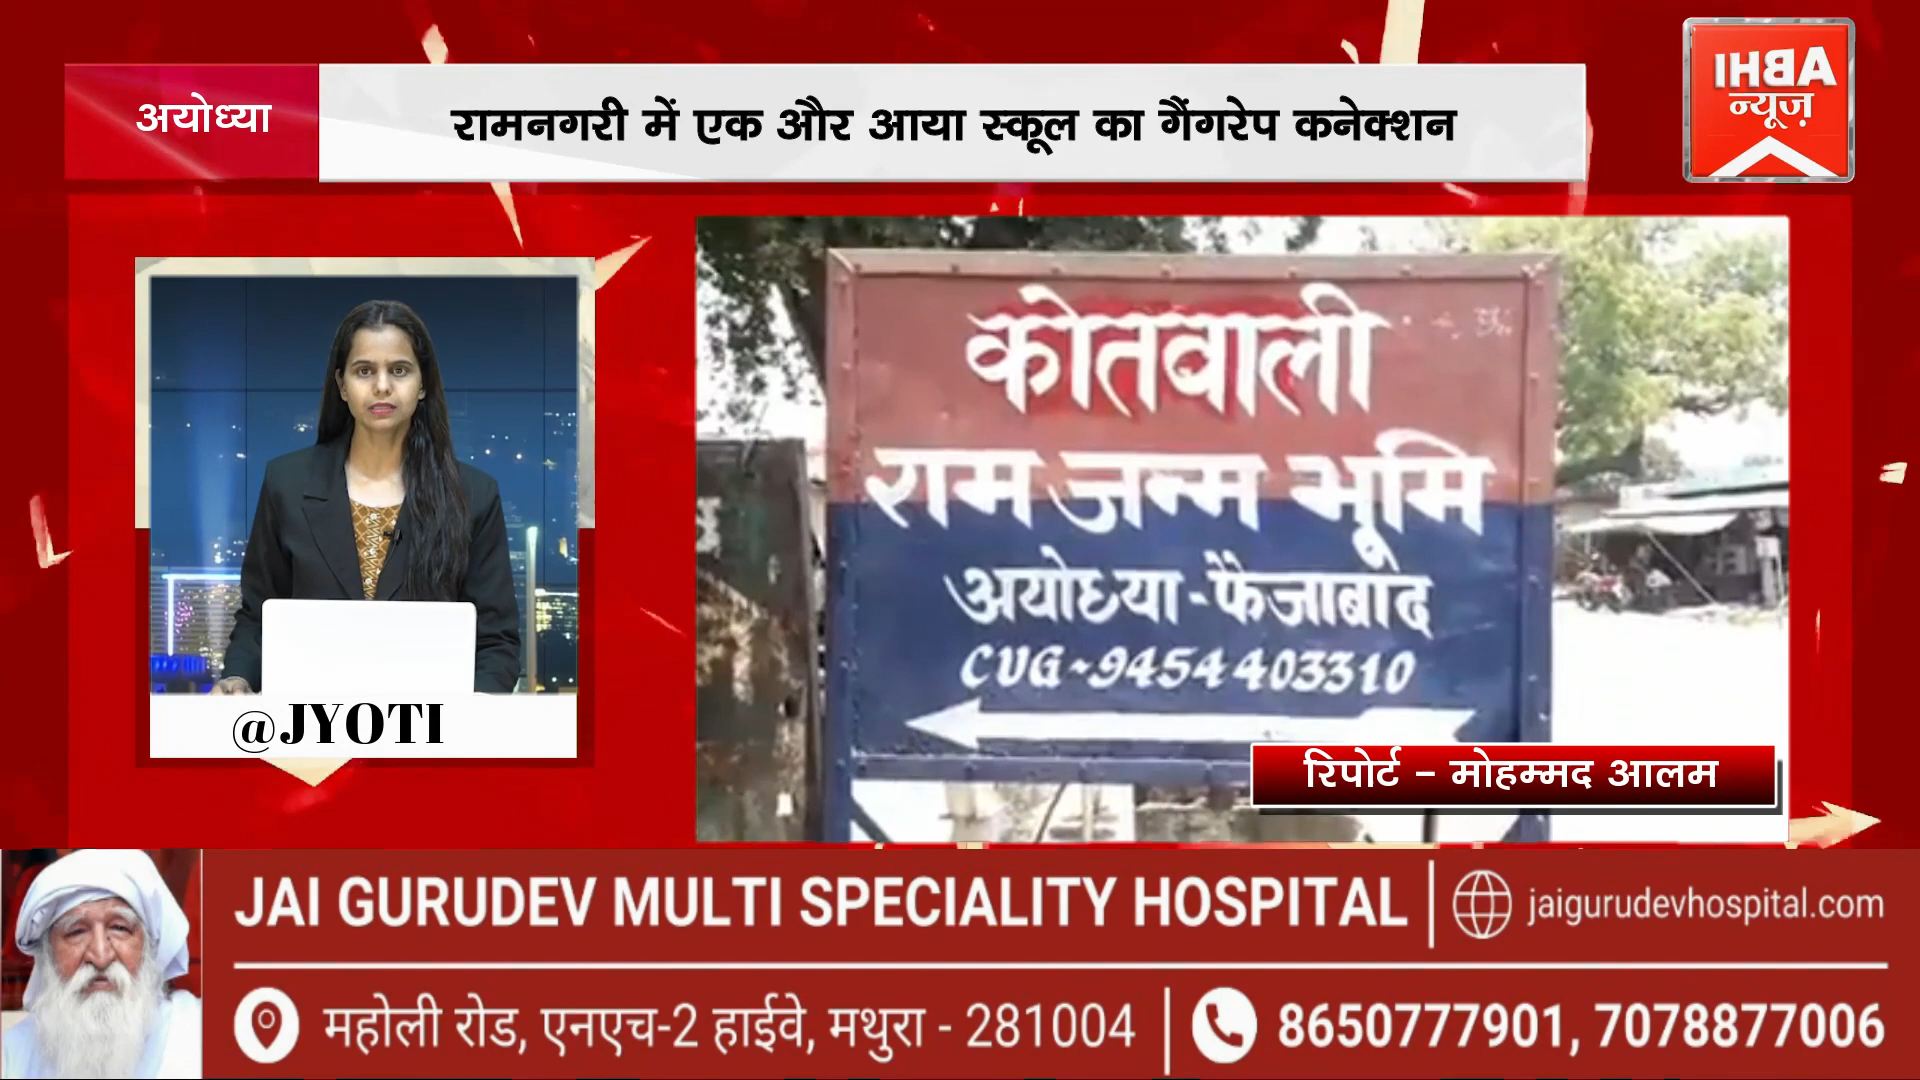 अयोध्या
रामनगरी में एक और आया स्कूल का गैंगरेप कनेक्शन
ABHI
न्यूज़
कोतवाली
राम जन्म भूमि
अयोध्या-फैजाबाद
CUG~9454403310
@JYOTI
रिपोर्ट - मोहम्मद आलम
JAI GURUDEV MULTI SPECIALITY HOSPITAL
jaigurudevhospital.com
महोली रोड, एनएच-2 हाईवे, मथुरा - 281004
8650777901, 7078877006